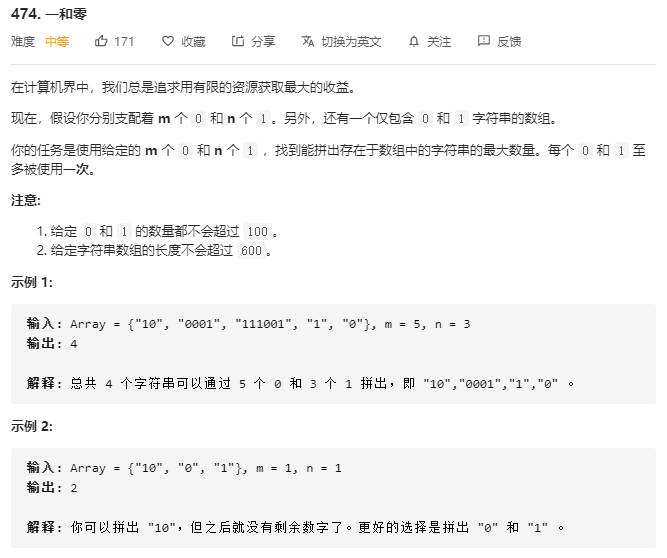 474. 一和零
难度 中等 171 收藏 分享 切换为英文 关注 反馈
在计算机界中，我们总是追求用有限的资源获取最大的收益。
现在，假设你分别支配着 m 个 0 和 n 个 1。另外，还有一个仅包含 0 和 1 字符串的数组。
你的任务是使用给定的 m 个 0 和 n 个 1 ，找到能拼出存在于数组中的字符串的最大数量。每个 0 和 1 至
多被使用一次。
注意:
1. 给定 0 和 1 的数量都不会超过 100。
2. 给定字符串数组的长度不会超过 600。
示例 1:
输入: Array = {"10", "0001", "111001", "1", "0"}, m = 5, n = 3
输出: 4
解释: 总共 4 个字符串可以通过 5 个 0 和 3 个 1 拼出，即 "10","0001","1","0" 。
示例 2:
输入: Array = {"10", "0", "1"}, m = 1, n = 1
输出: 2
解释: 你可以拼出 "10"，但之后就没有剩余数字了。更好的选择是拼出 "0" 和 "1" 。